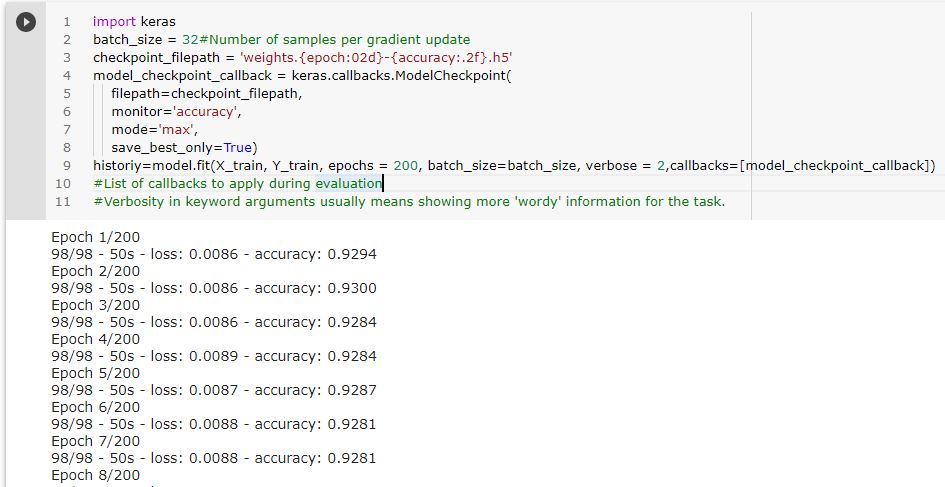 1 import keras
2 batch_size = 32#Number of samples per gradient update
3 checkpoint_filepath = 'weights.{epoch:02d}-{accuracy:.2f}.h5'
4 model_checkpoint_callback = keras.callbacks.ModelCheckpoint(
5 filepath=checkpoint_filepath,
6 monitor='accuracy',
7 mode='max',
8 save_best_only=True)
9 historiy=model.fit(X_train, Y_train, epochs = 200, batch_size=batch_size, verbose = 2,callbacks=[model_checkpoint_callback])
10 #List of callbacks to apply during evaluation
11 #Verbosity in keyword arguments usually means showing more 'wordy' information for the task.
Epoch 1/200
98/98 - 50s - loss: 0.0086 - accuracy: 0.9294
Epoch 2/200
98/98 - 50s - loss: 0.0086 - accuracy: 0.9300
Epoch 3/200
98/98 - 50s - loss: 0.0086 - accuracy: 0.9284
Epoch 4/200
98/98 - 50s - loss: 0.0089 - accuracy: 0.9284
Epoch 5/200
98/98 - 50s - loss: 0.0087 - accuracy: 0.9287
Epoch 6/200
98/98 - 50s - loss: 0.0088 - accuracy: 0.9281
Epoch 7/200
98/98 - 50s - loss: 0.0088 - accuracy: 0.9281
Epoch 8/200